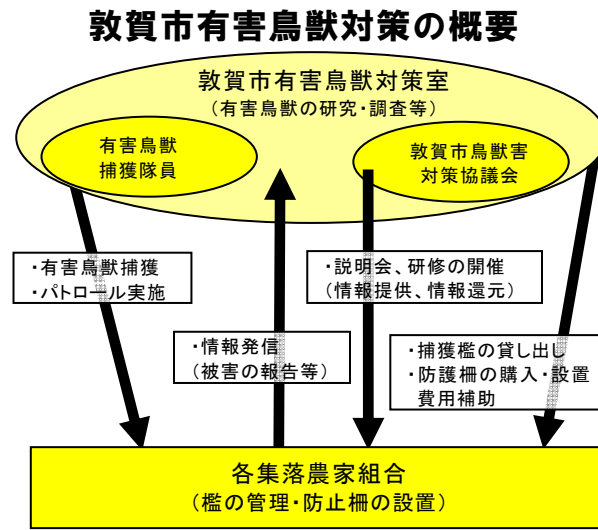 敦賀市有害鳥獣対策の概要
敦賀市有害鳥獣対策室
（有害鳥獣の研究・調査等）
有害鳥獣
捕獲隊員
敦賀市鳥獣害
対策協議会
・有害鳥獣捕獲
・パトロール実施
・説明会、研修の開催
（情報提供、情報還元）
・情報発信
（被害の報告等）
・捕獲檻の貸し出し
・防護柵の購入・設置
費用補助
各集落農家組合
（檻の管理・防止柵の設置）